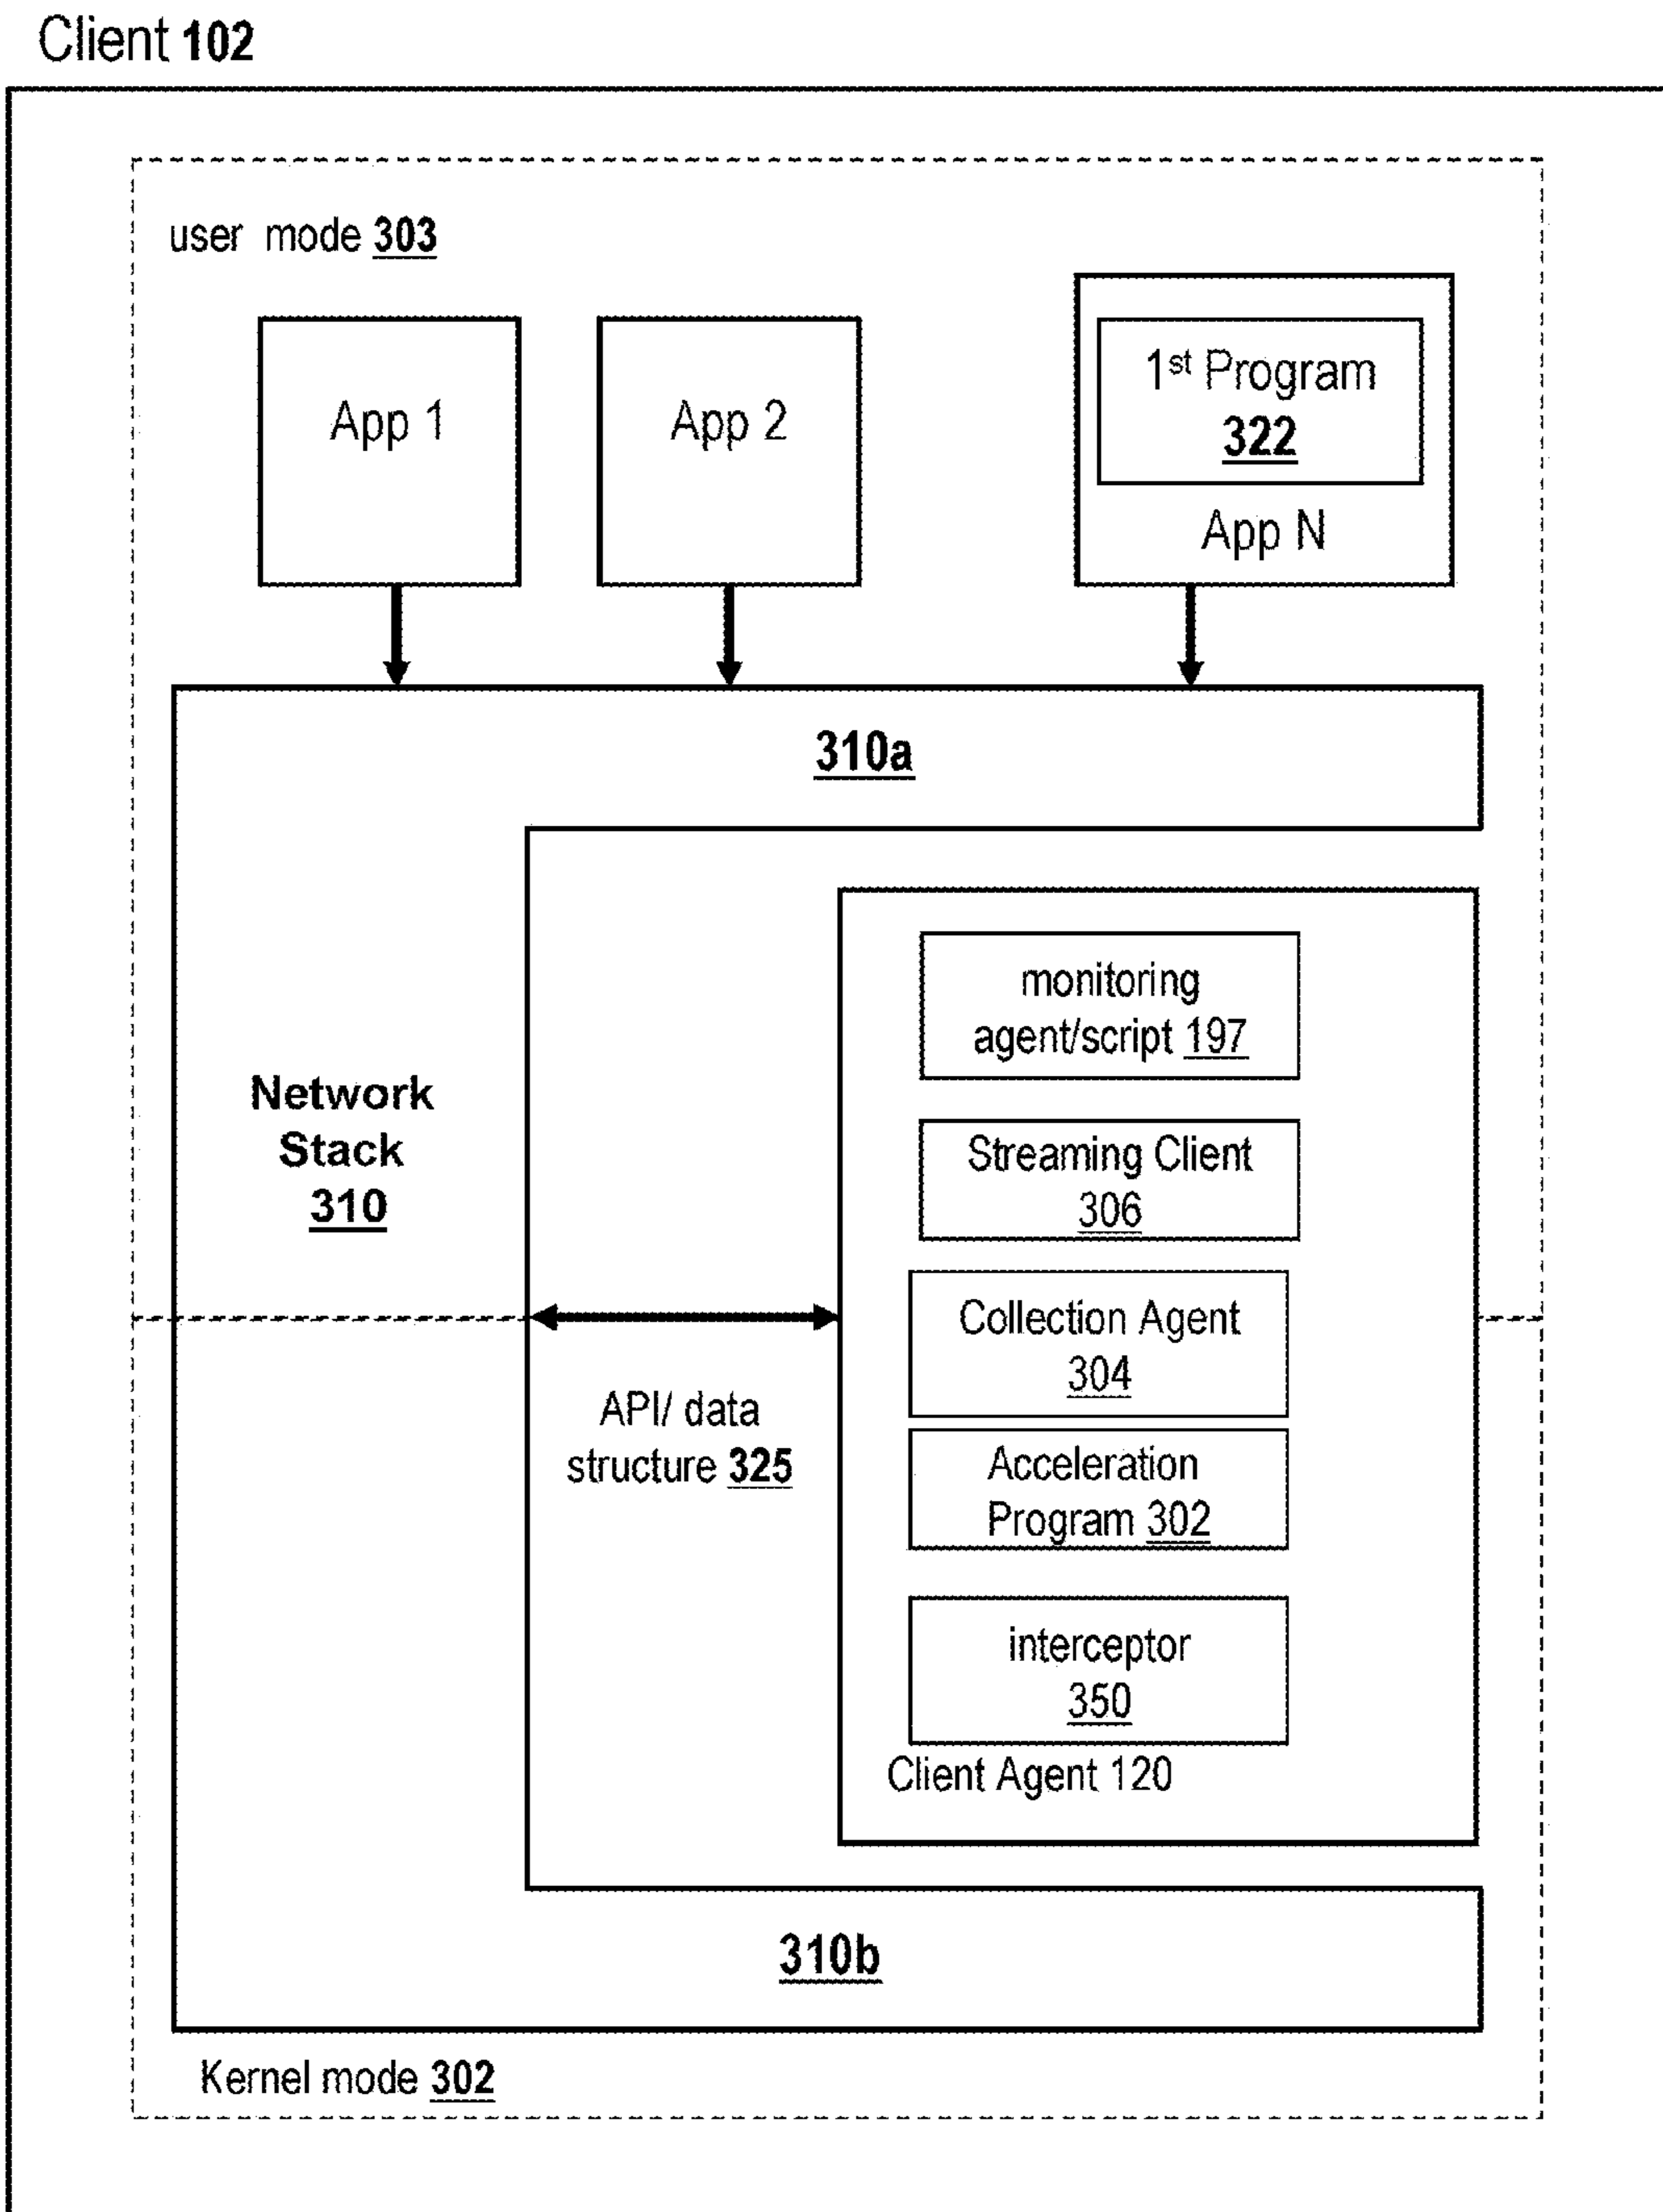 Client 102
user mode 303
App 1
App 2
1st Program
322
App N
310a
monitoring
agent/script 197
Streaming Client
306
Network
Stack
310
Collection Agent
304
API/ data
structure 325
Acceleration
Program 302
interceptor
350
Client Agent 120
310b
Kernel mode 302